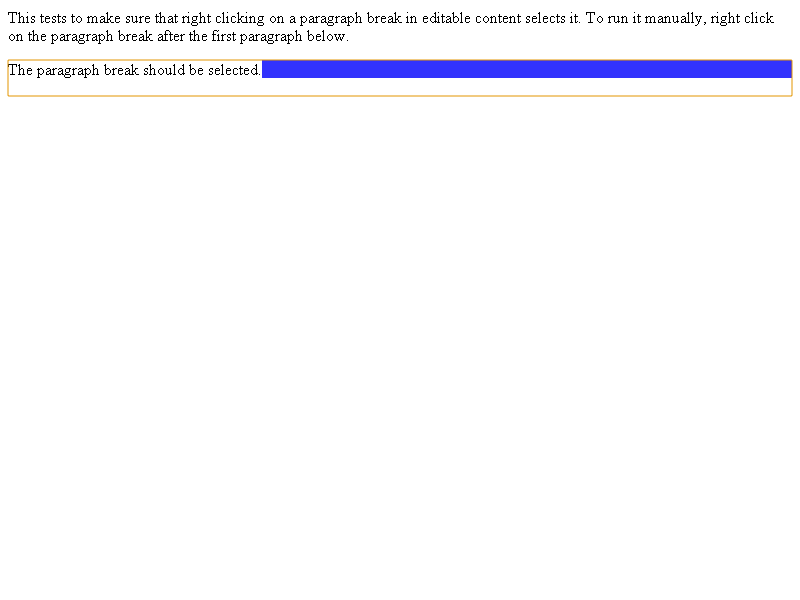 This tests to make sure that right clicking on a paragraph break in editable content selects it. To run it manually, right click
on the paragraph break after the first paragraph below.
The paragraph break should be selected.